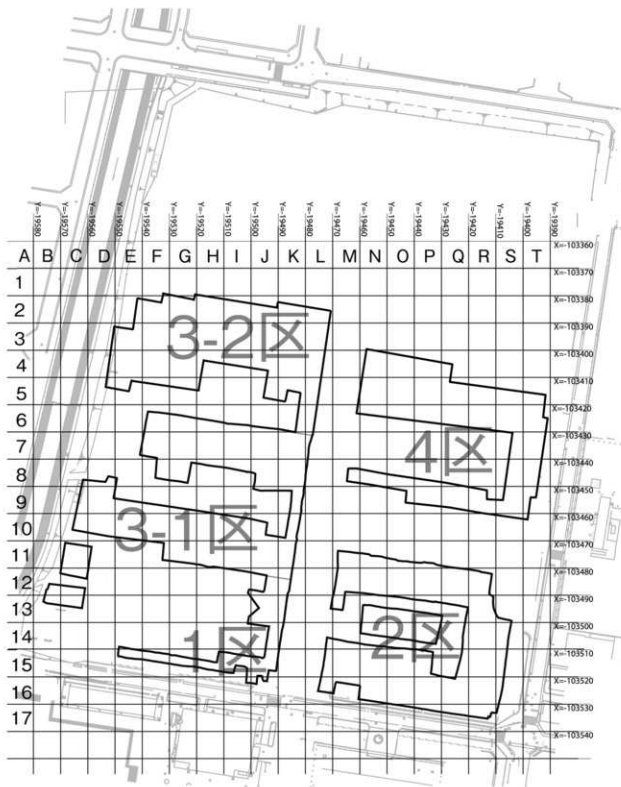 Y=-19580
Y=-19570
Y=-19560
Y=-19550
Y=-19540
Y=-19530
Y=-19520
Y=-19510
Y=-19500
Y=-19490
Y=-19480
Y=-19470
Y=-19460
Y=-19450
Y=-19440
Y=-19430
Y=-19420
Y=-19410
Y=-19400
Y=-19390
A B C D E F G H I J K L M N O P Q R S T
X=-103360
X=-103370
X=-103380
X=-103390
X=-103400
X=-103410
X=-103420
X=-103430
X=-103440
X=-103450
X=-103460
X=-103470
X=-103480
X=-103490
X=-103500
X=-103510
X=-103520
X=-103530
X=-103540
1
2
3
4
5
6
7
8
9
10
11
12
13
14
15
16
17
3-2区
4区
3-1区
1区
2区